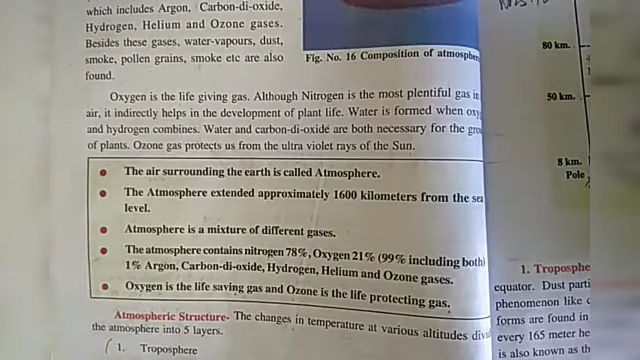 which includes Argon, Carbon-di-oxide,
Hydrogen, Helium and Ozone gases.
Besides these gases, water-vapours, dust,
smoke, pollen grains, smoke etc are also
found.
Fig. No. 16 Composition of atmospher
Oxygen is the life giving gas. Although Nitrogen is the most plentiful gas in
air, it indirectly helps in the development of plant life. Water is formed when oxy
and hydrogen combines. Water and carbon-di-oxide are both necessary for the gro
of plants. Ozone gas protects us from the ultra violet rays of the Sun.
• The air surrounding the earth is called Atmosphere.
• The Atmosphere extended approximately 1600 kilometers from the sea
level.
• Atmosphere is a mixture of different gases.
• The atmosphere contains nitrogen 78%, Oxygen 21% (99% including both)
1% Argon, Carbon-di-oxide, Hydrogen, Helium and Ozone gases.
• Oxygen is the life saving gas and Ozone is the life protecting gas.
Atmospheric Structure- The changes in temperature at various altitudes divi
the atmosphere into 5 layers.
1. Troposphere
80 km.
50 km.
8 km.
Pole
1. Troposphe
equator. Dust parti
phenomenon like c
forms are found in
every 165 meter he
is also known as th